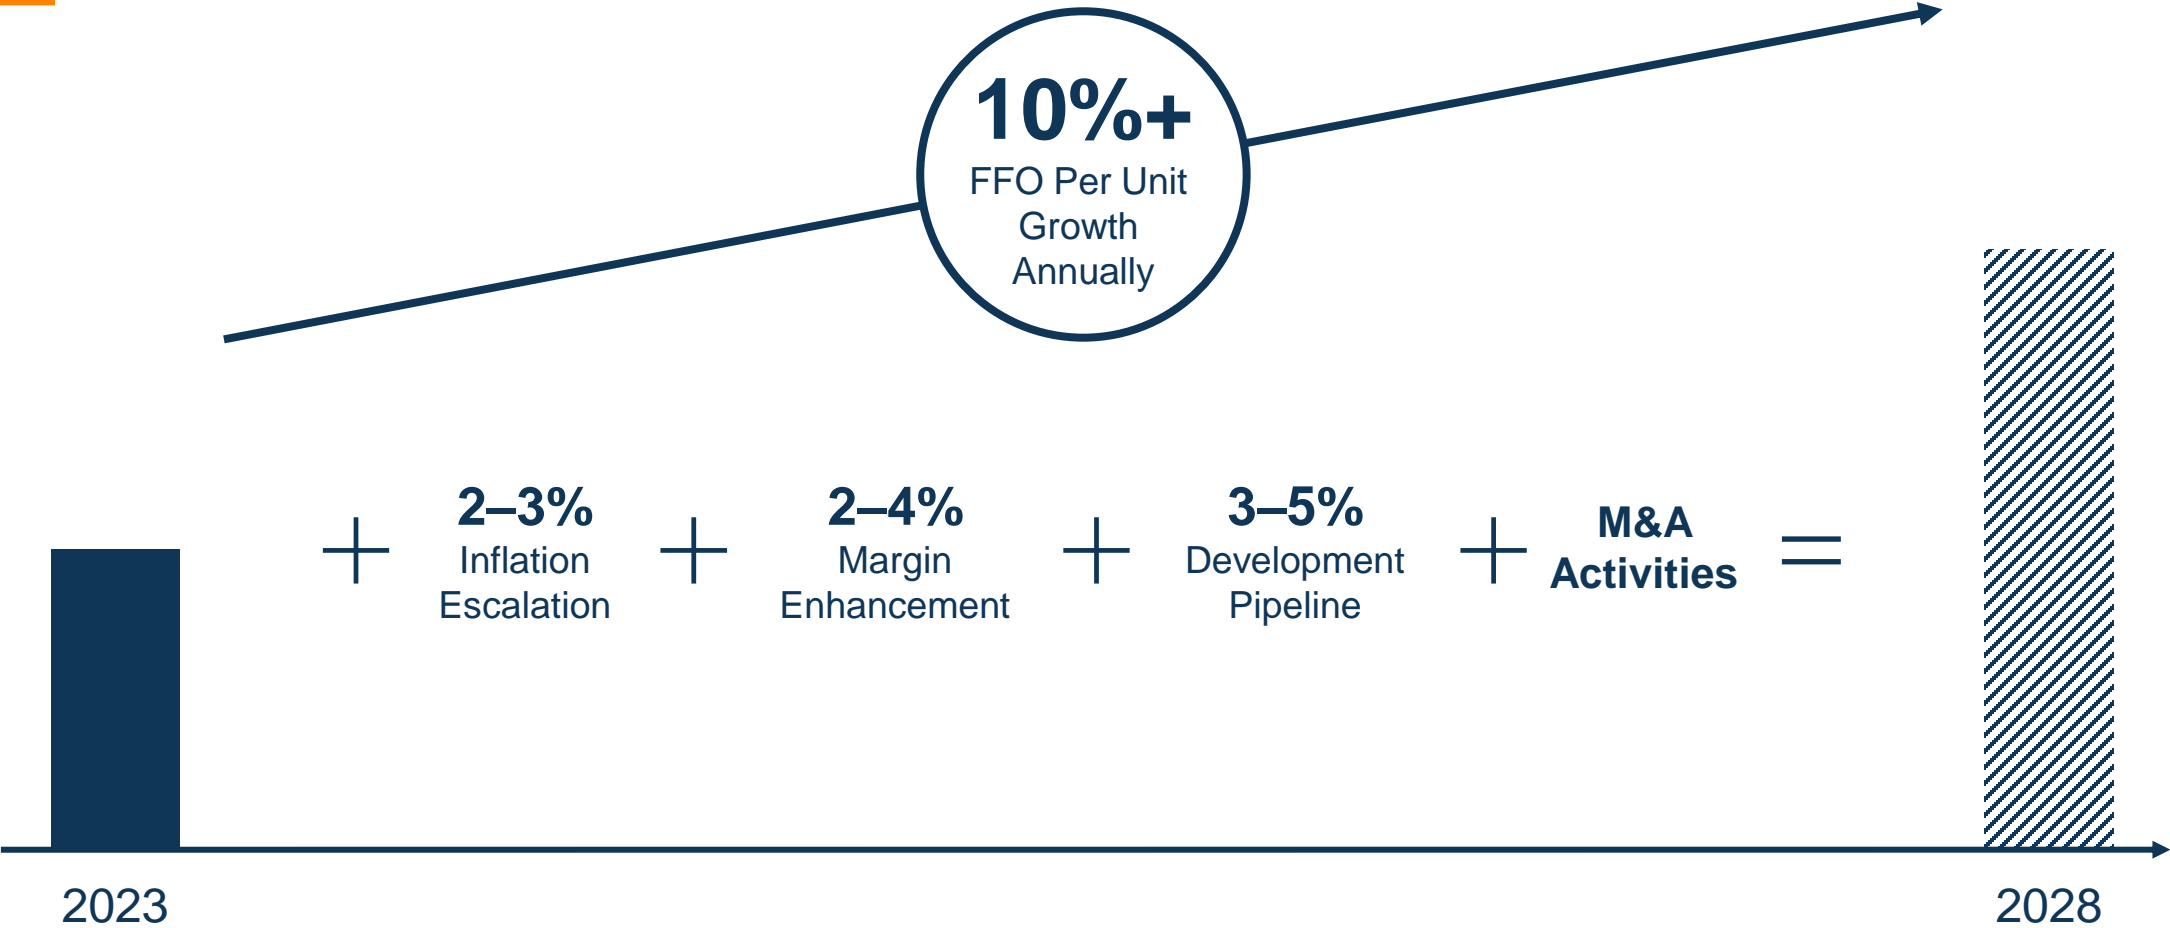 10%+
FFO Per Unit
Growth
Annually
2–3%
Inflation
Escalation
2–4%
Margin
Enhancement
3–5%
Development
Pipeline
M&A
Activities
2023
2028